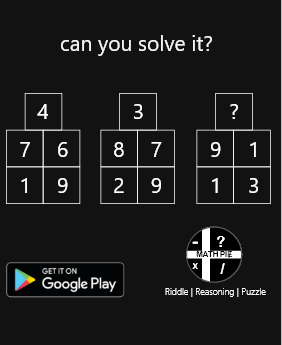 can you solve it?
4 3 ?
7 6 8 7 9 1
1 9 2 9 1 3
- ?
MATH PIE
x /
GET IT ON
Google Play
Riddle | Reasoning | Puzzle